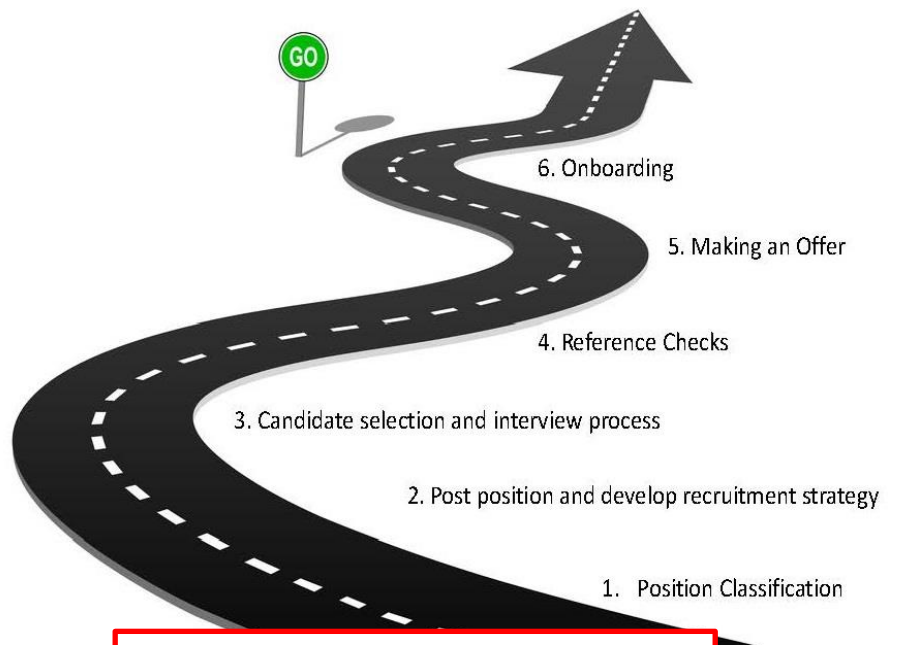 GO
6. Onboarding
5. Making an Offer
4. Reference Checks
3. Candidate selection and interview process
2. Post position and develop recruitment strategy
1. Position Classification